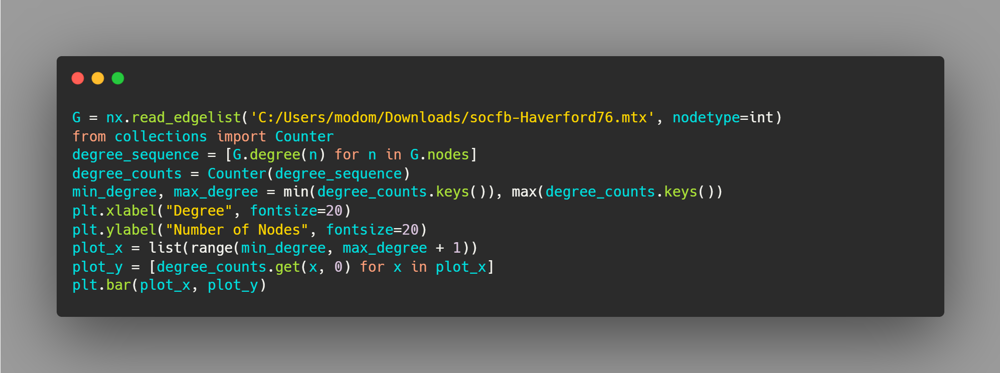 G = nx.read_edgelist('C:/Users/modom/Downloads/socfb-Haverford76.mtx', nodetype=int)
from collections import Counter
degree_sequence = [G.degree(n) for n in G.nodes]
degree_counts = Counter(degree_sequence)
min_degree, max_degree = min(degree_counts.keys()), max(degree_counts.keys())
plt.xlabel("Degree", fontsize=20)
plt.ylabel("Number of Nodes", fontsize=20)
plot_x = list(range(min_degree, max_degree + 1))
plot_y = [degree_counts.get(x, 0) for x in plot_x]
plt.bar(plot_x, plot_y)